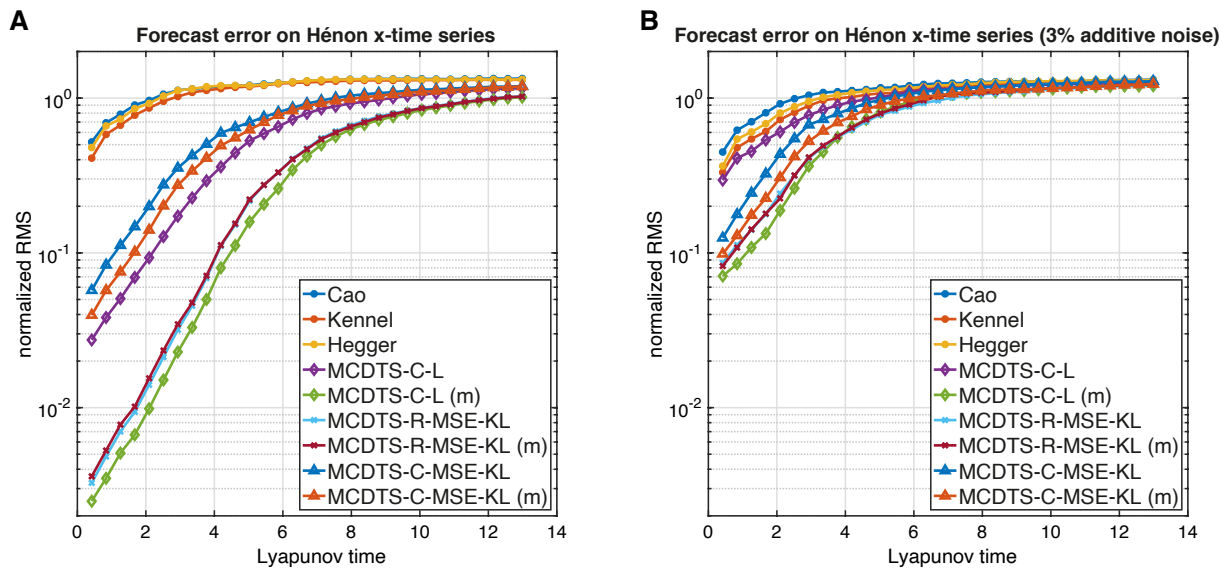 A
Forecast error on Hénon x-time series
normalized RMS
10^0
10^-1
10^-2
0 2 4 6 8 10 12 14
Lyapunov time
Cao
Kennel
Hegger
MCDTS-C-L
MCDTS-C-L (m)
MCDTS-R-MSE-KL
MCDTS-R-MSE-KL (m)
MCDTS-C-MSE-KL
MCDTS-C-MSE-KL (m)
B
Forecast error on Hénon x-time series (3% additive noise)
normalized RMS
10^0
10^-1
10^-2
0 2 4 6 8 10 12 14
Lyapunov time
Cao
Kennel
Hegger
MCDTS-C-L
MCDTS-C-L (m)
MCDTS-R-MSE-KL
MCDTS-R-MSE-KL (m)
MCDTS-C-MSE-KL
MCDTS-C-MSE-KL (m)